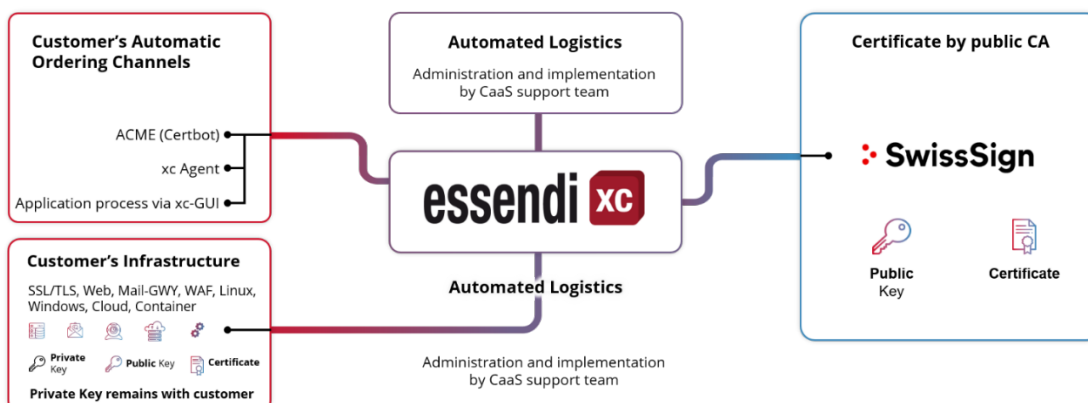 Customer's Automatic
Ordering Channels
ACME (Certbot)
xc Agent
Application process via xc-GUI
Customer's Infrastructure
SSL/TLS, Web, Mail-GWY, WAF, Linux,
Windows, Cloud, Container
Private
Key
Public Key
Certificate
Private Key remains with customer
Automated Logistics
Administration and implementation
by CaaS support team
essendi xc
Automated Logistics
Administration and implementation
by CaaS support team
Certificate by public CA
SwissSign
Public
Key
Certificate